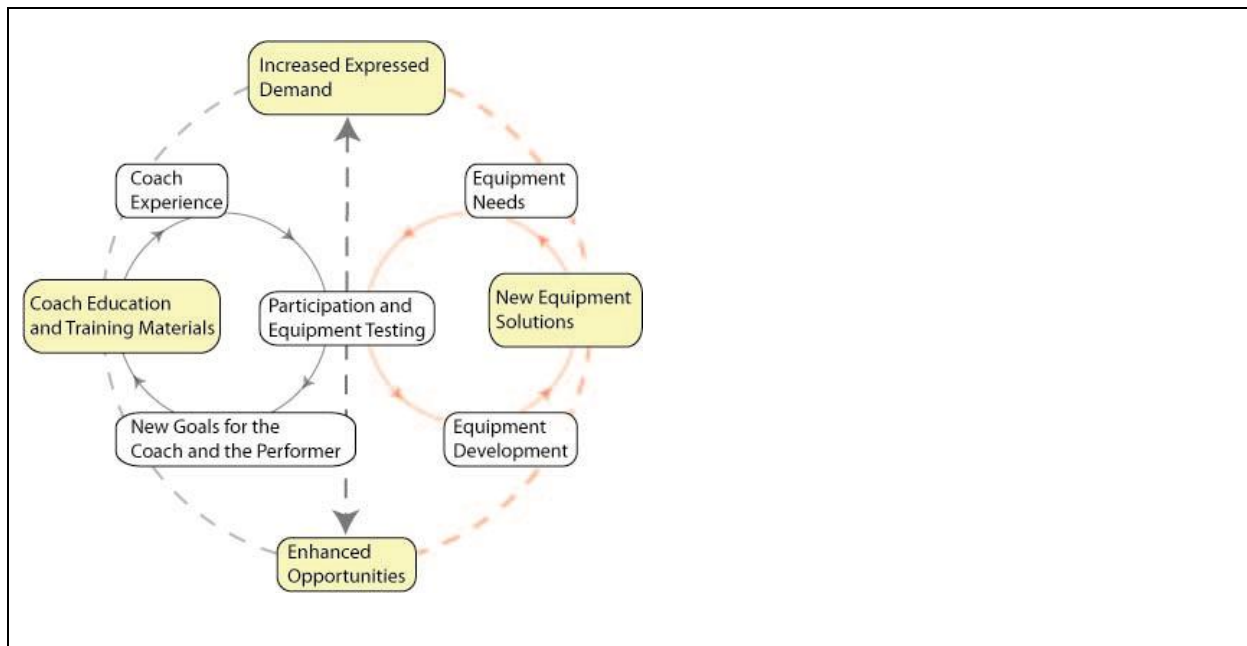 Increased Expressed
Demand
Coach
Experience
Equipment
Needs
Coach Education
and Training Materials
Participation and
Equipment Testing
New Equipment
Solutions
New Goals for the
Coach and the Performer
Equipment
Development
Enhanced
Opportunities